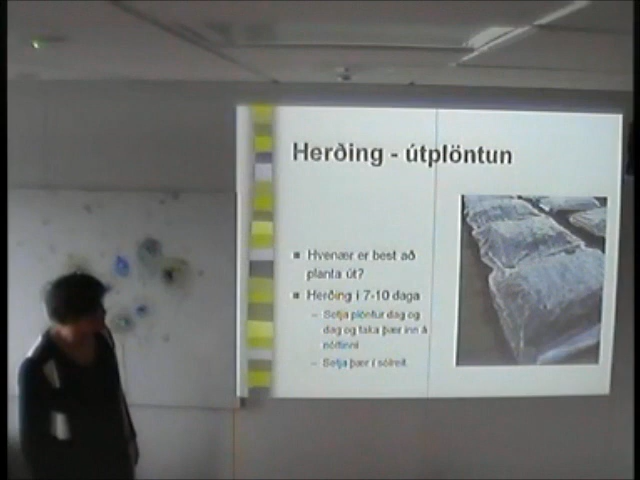 Herðing - útplöntun
Hvenær er best að
planta út?
Herðing í 7-10 daga
– Setja plöntur dag og
dag og taka þær inn á
nóttinni
– Setja þær í sólreit